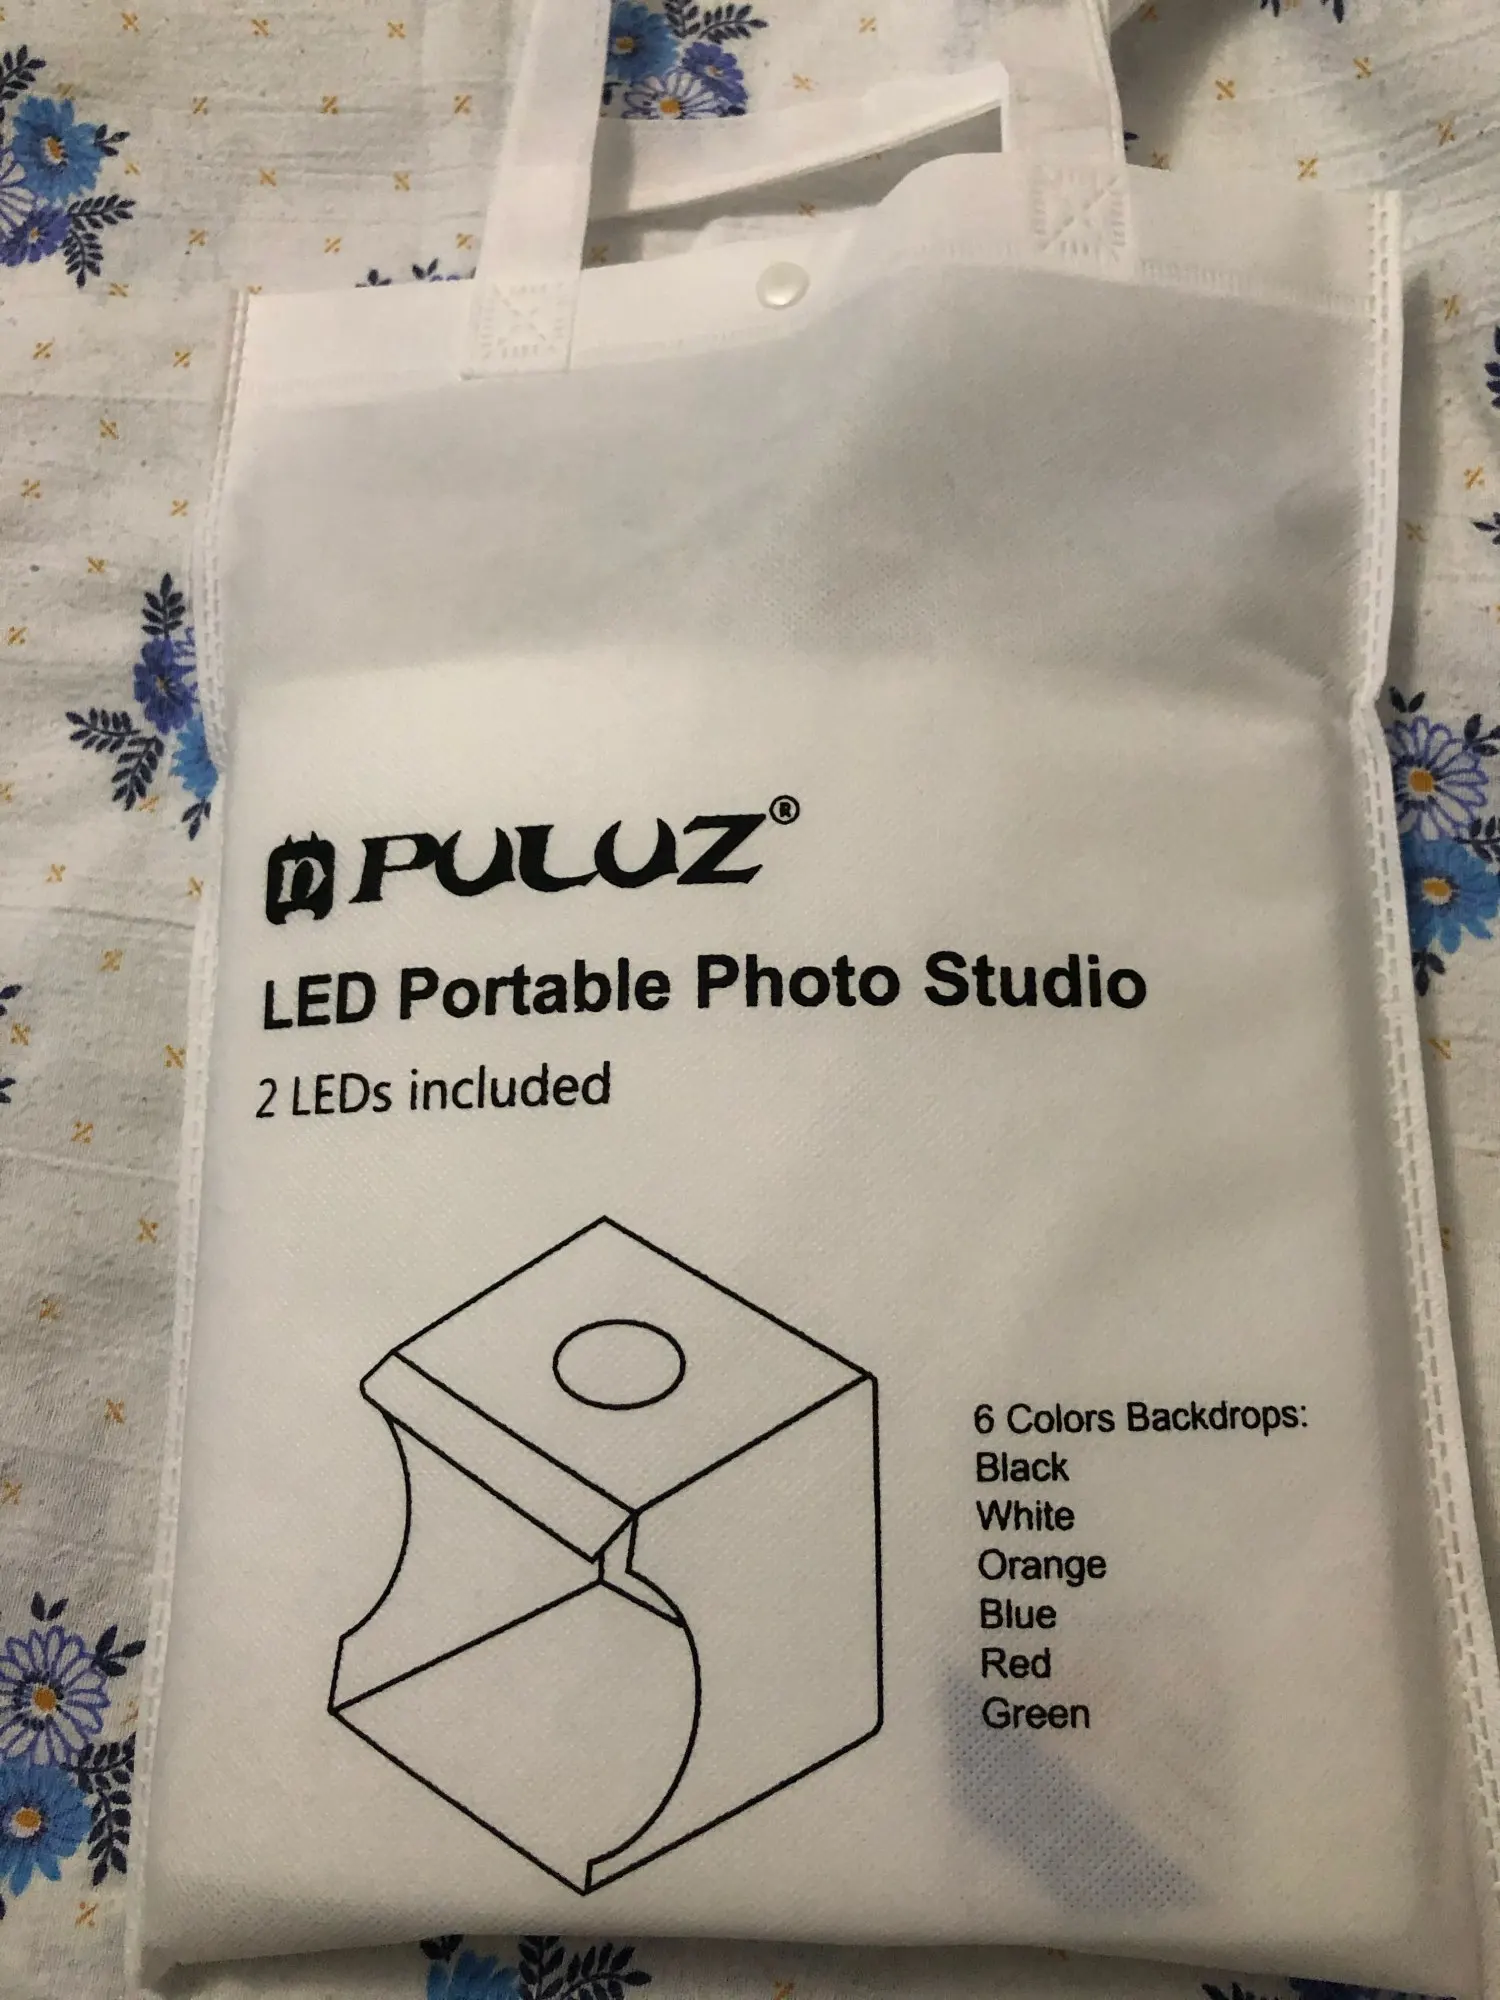 PULUZ®
LED Portable Photo Studio
2 LEDs included
6 Colors Backdrops:
Black
White
Orange
Blue
Red
Green